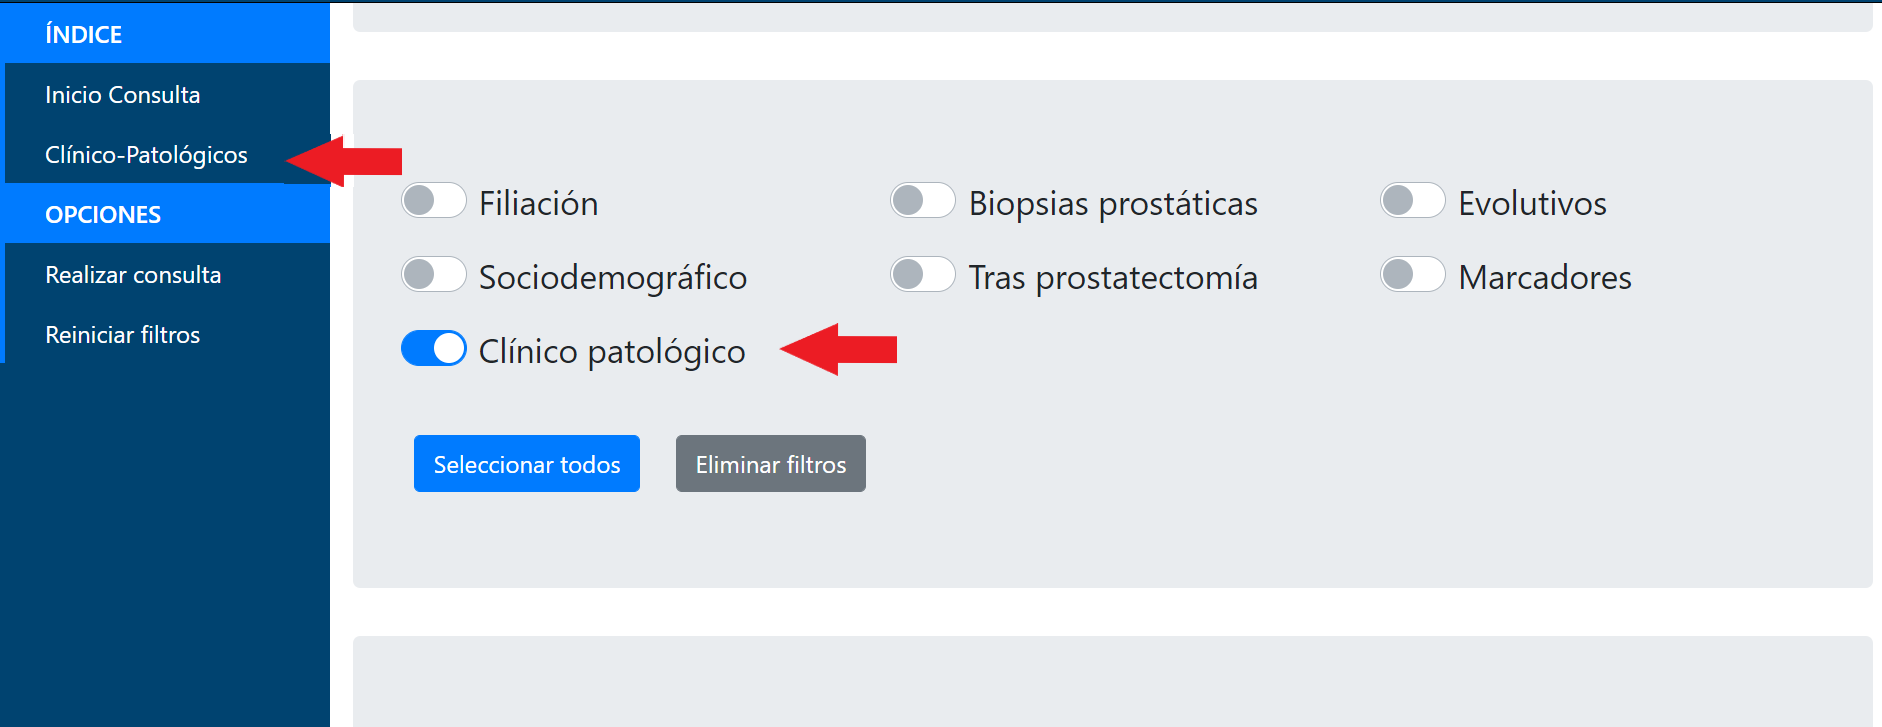 ÍNDICE
Inicio Consulta
Clínico-Patológicos
OPCIONES
Realizar consulta
Reiniciar filtros
Filiación
Biopsias prostáticas
Evolutivos
Sociodemográfico
Tras prostatectomía
Marcadores
Clínico patológico
Seleccionar todos
Eliminar filtros